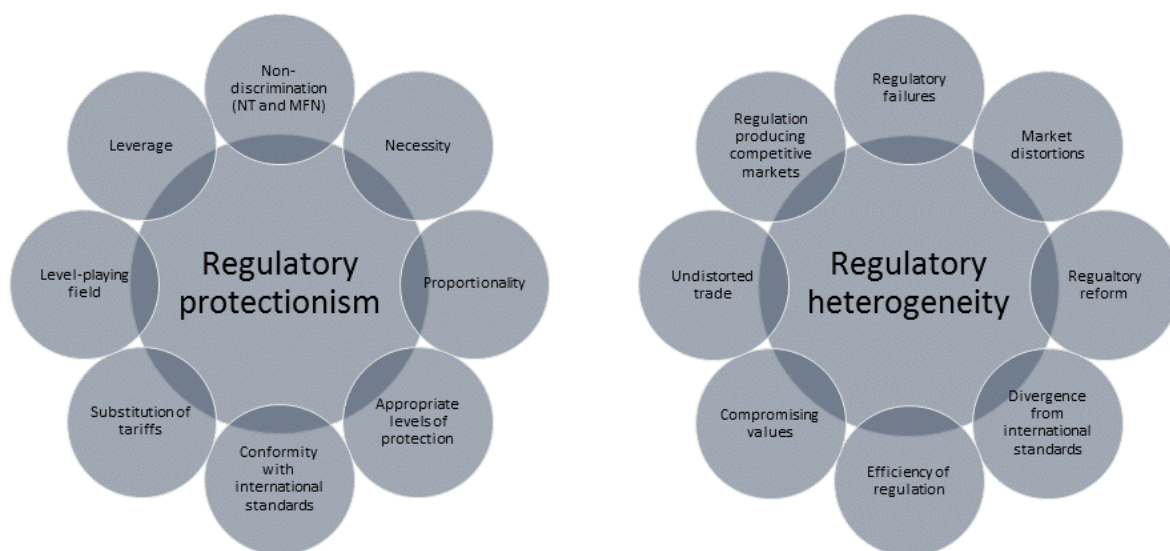 Regulatory
protectionism
Non-
discrimination
(NT and MFN)
Necessity
Proportionality
Appropriate
levels of
protection
Conformity
with
international
standards
Substitution of
tariffs
Level-playing
field
Leverage
Regulatory
heterogeneity
Regulatory
failures
Market
distortions
Regualtory
reform
Divergence
from
international
standards
Efficiency of
regulation
Compromising
values
Undistorted
trade
Regulation
producing
competitive
markets